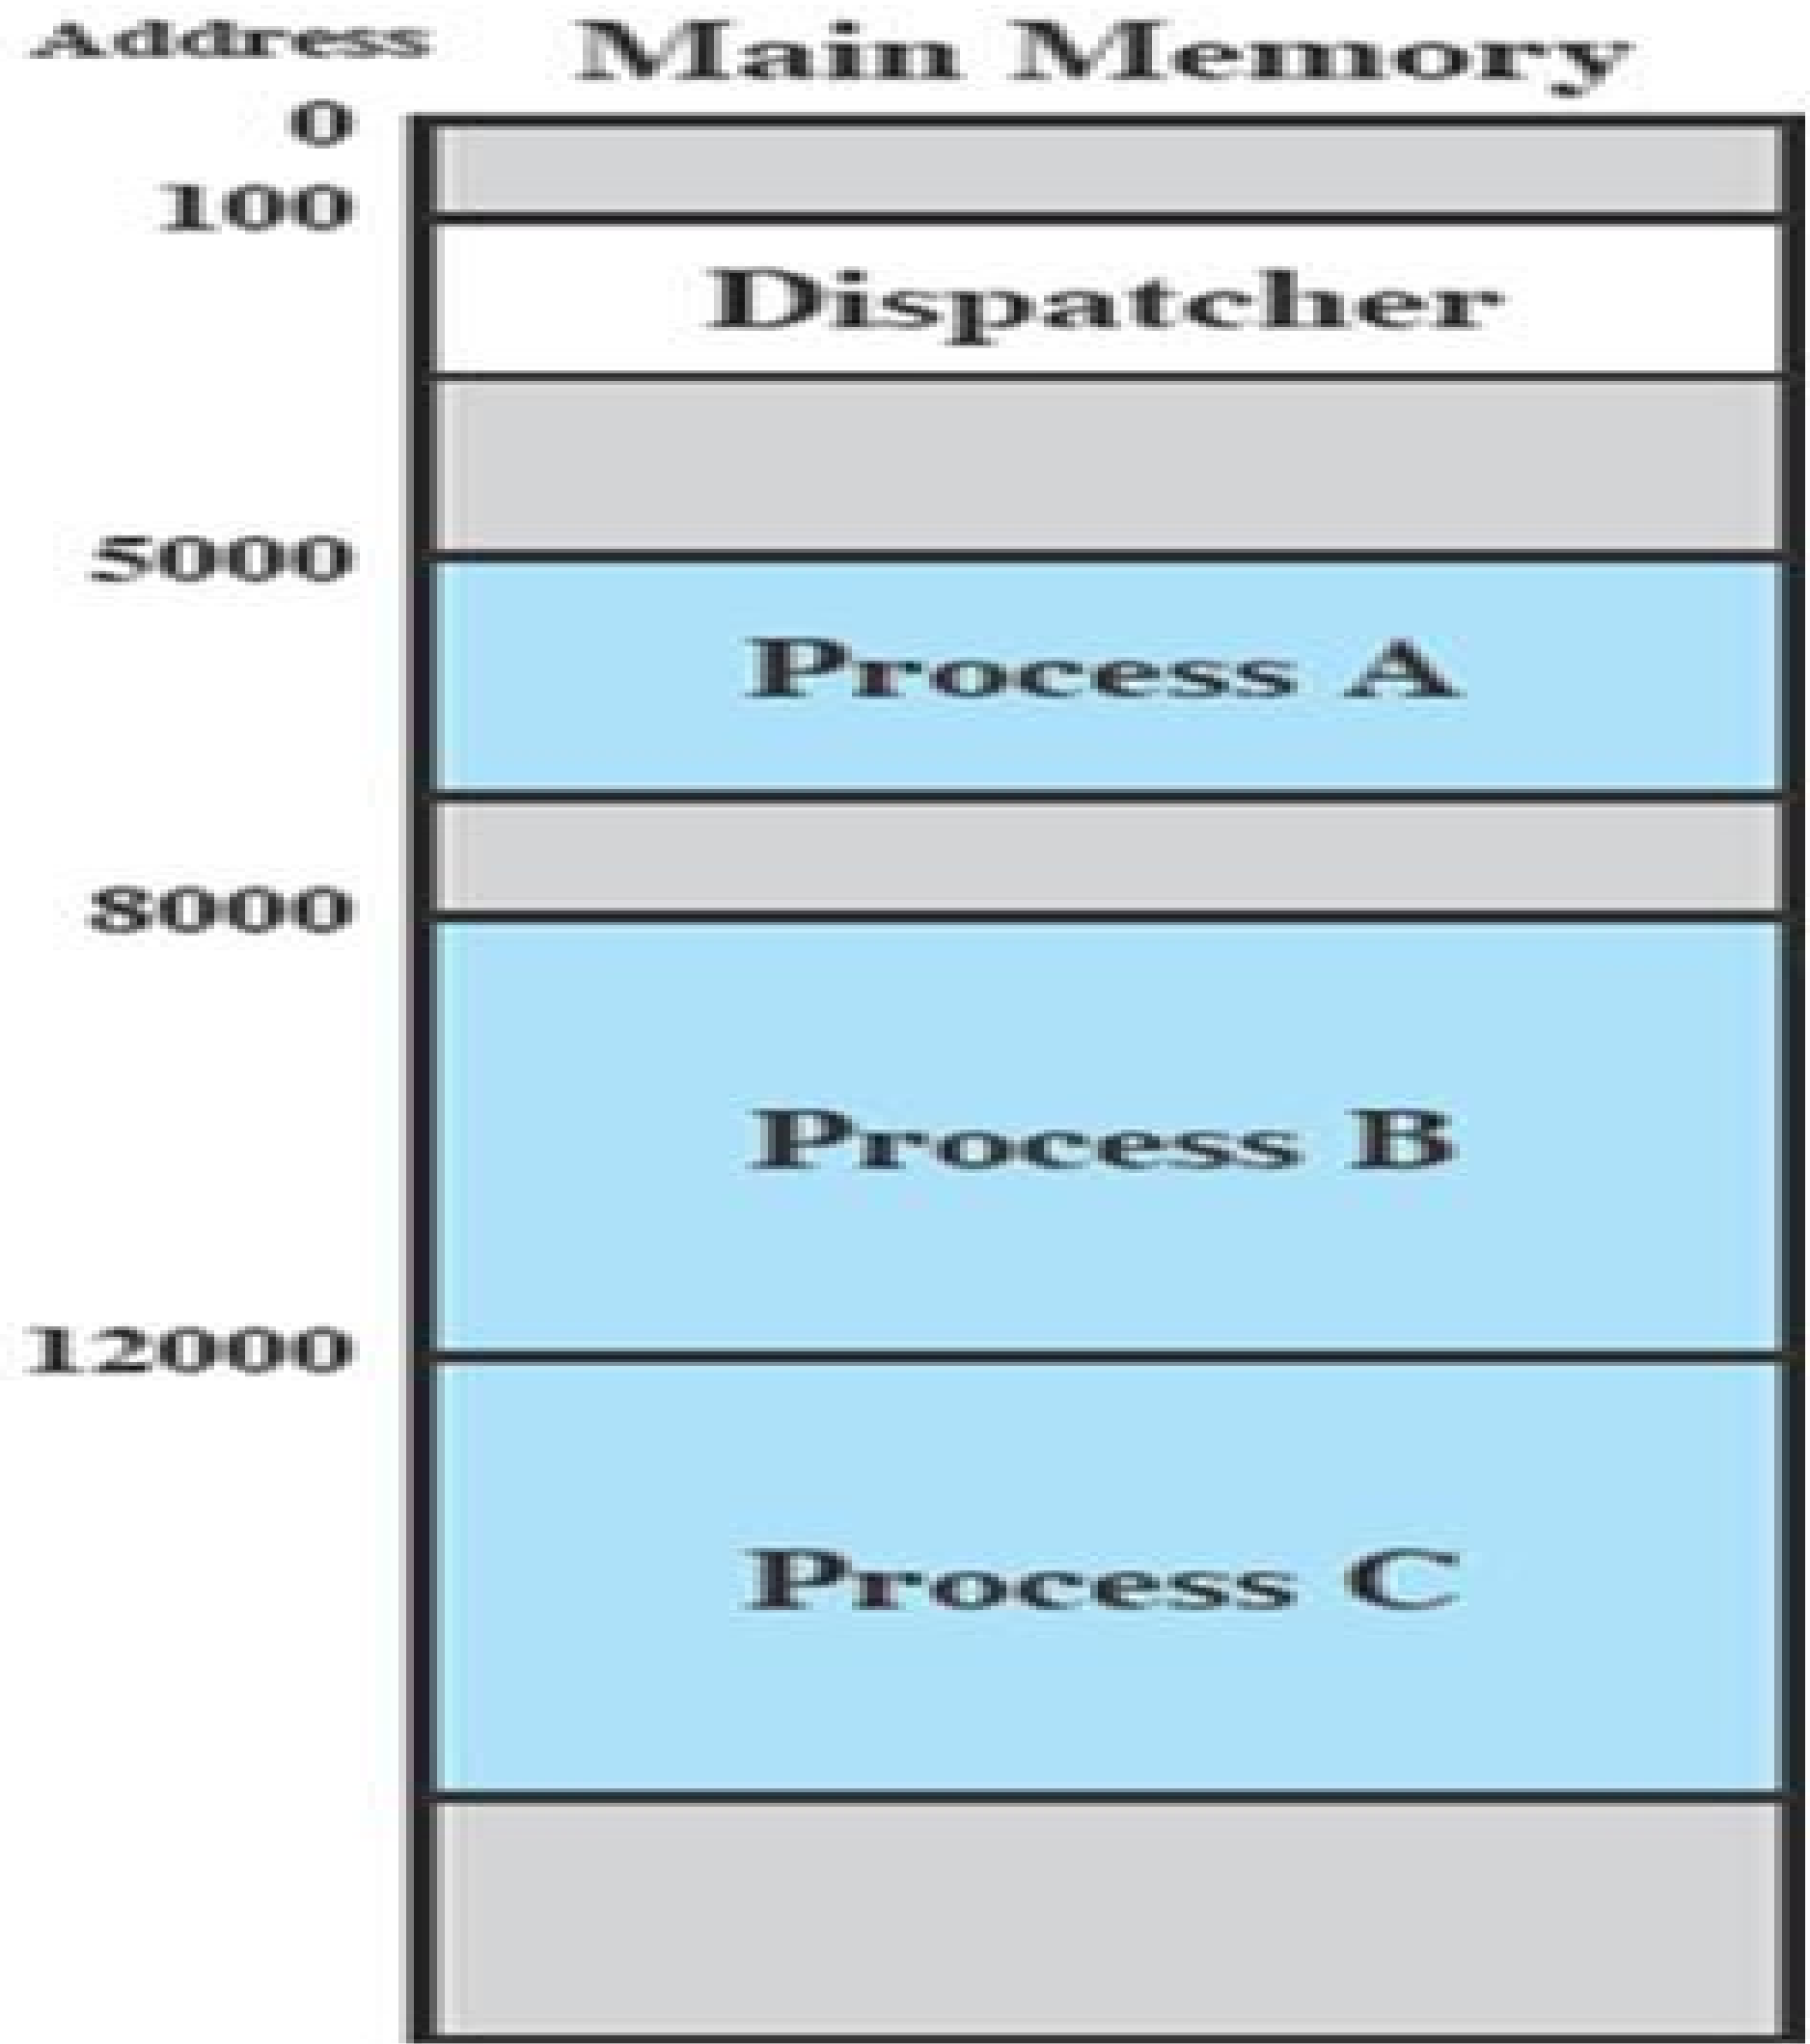 Address Main Memory
0
100
Dispatcher
5000
Process A
8000
Process B
12000
Process C